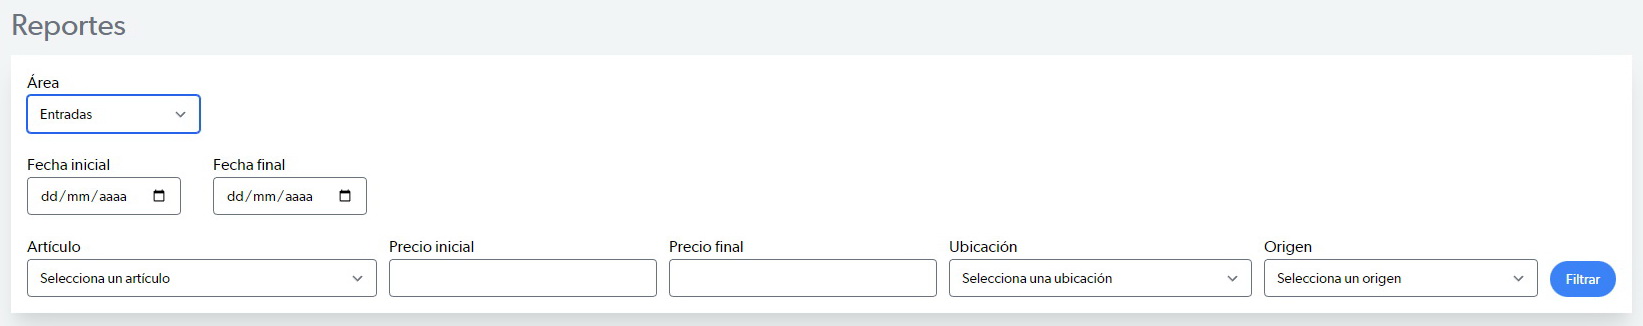 Reportes
Área
Entradas
Fecha inicial Fecha final
dd/mm/aaaa dd/mm/aaaa
Artículo Precio inicial Precio final Ubicación Origen
Selecciona un artículo Selecciona una ubicación Selecciona un origen Filtrar